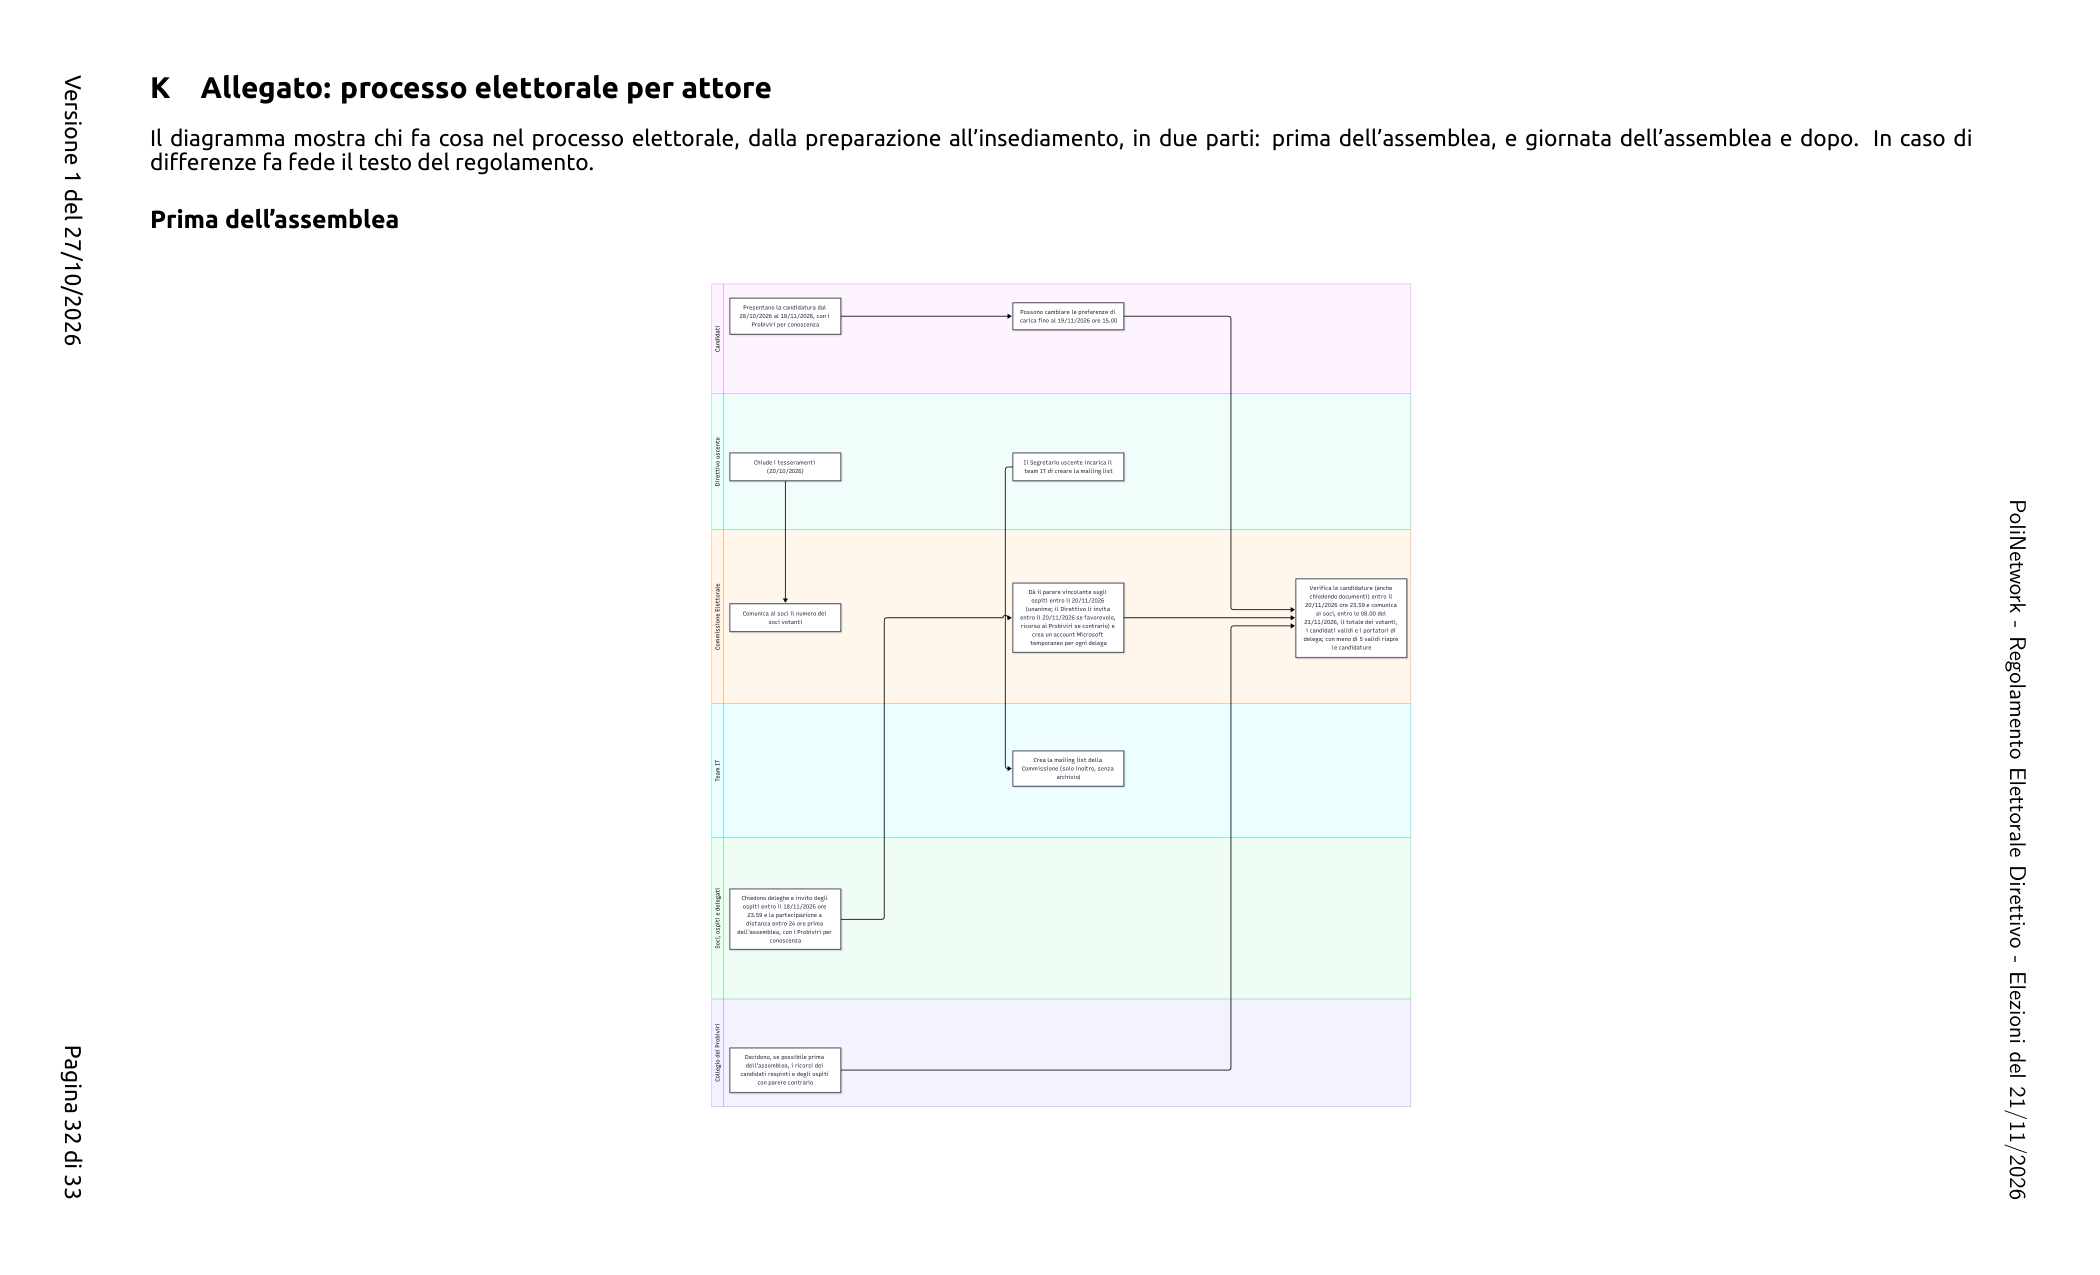 Versione 1 del 27/10/2026
K Allegato: processo elettorale per attore
Il diagramma mostra chi fa cosa nel processo elettorale, dalla preparazione all’insediamento, in due parti: prima dell’assemblea, e giornata dell’assemblea e dopo. In caso di
differenze fa fede il testo del regolamento.
Prima dell’assemblea
Candidati
Presentano la candidatura dal
28/10/2026 al 18/11/2026, con i
Probiviri per conoscenza
Possono cambiare le preferenze di
carica fino al 19/11/2026 ore 15.00
Direttivo uscente
Chiude i tesseramenti
(20/10/2026)
Il Segretario uscente incarica il
team IT di creare la mailing list
Commissione Elettorale
Comunica ai soci il numero dei
soci votanti
Dà il parere vincolante sugli
ospiti entro il 20/11/2026
(unanime; il Direttivo li invita
entro il 20/11/2026 se favorevole,
ricorso ai Probiviri se contrario) e
crea un account Microsoft
temporaneo per ogni delega
Verifica le candidature (anche
chiedendo documenti) entro il
20/11/2026 ore 23.59 e comunica
ai soci, entro le 08.00 del
21/11/2026, il totale dei votanti,
i candidati validi e i portatori di
delega; con meno di 5 validi riapre
le candidature
Team IT
Crea la mailing list della
Commissione (solo inoltro, senza
archivio)
Soci, ospiti e delegati
Chiedono deleghe e invito degli
ospiti entro il 18/11/2026 ore
23.59 e la partecipazione a
distanza entro 24 ore prima
dell'assemblea, con i Probiviri per
conoscenza
Collegio dei Probiviri
Decidono, se possibile prima
dell'assemblea, i ricorsi dei
candidati respinti e degli ospiti
con parere contrario
PoliNetwork - Regolamento Elettorale Direttivo - Elezioni del 21/11/2026
Pagina 32 di 33